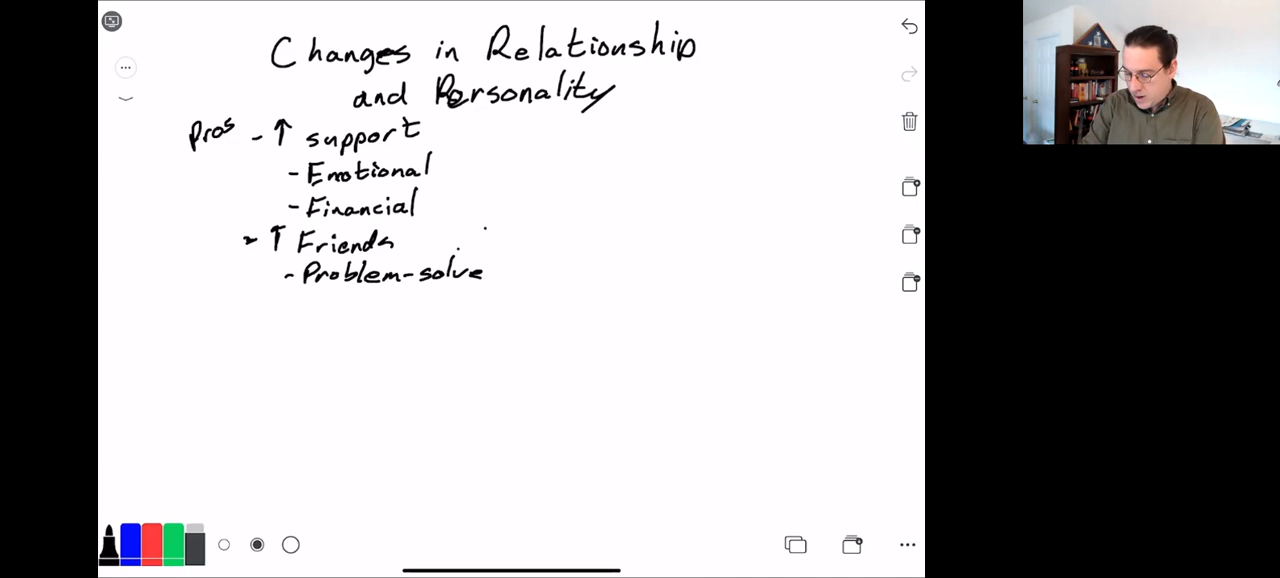 Changes in Relationship
and Personality
Pros - ↑ support
- Emotional
- Financial
- ↑ Friends
- Problem-solve